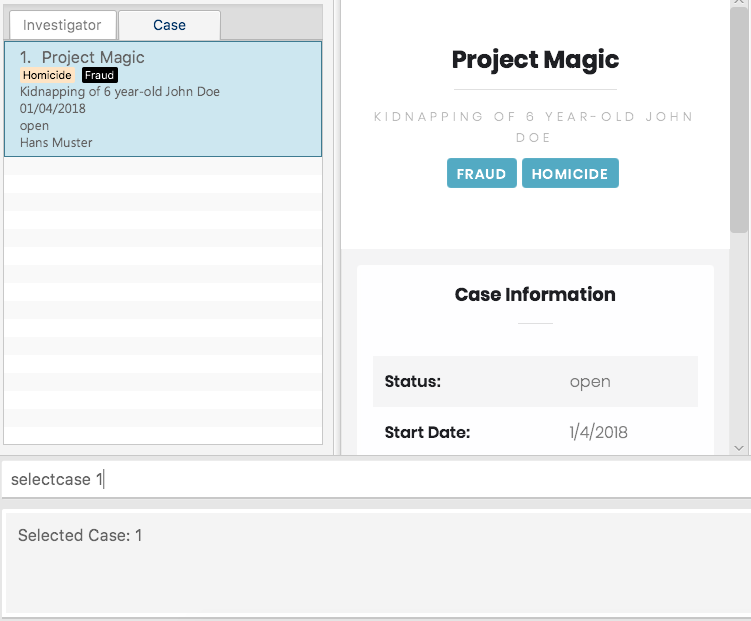 Investigator
Case
1. Project Magic
Homicide Fraud
Kidnapping of 6 year-old John Doe
01/04/2018
open
Hans Muster
Project Magic
KIDNAPPING OF 6 YEAR-OLD JOHN
DOE
FRAUD HOMICIDE
Case Information
Status: open
Start Date: 1/4/2018
selectcase 1
Selected Case: 1